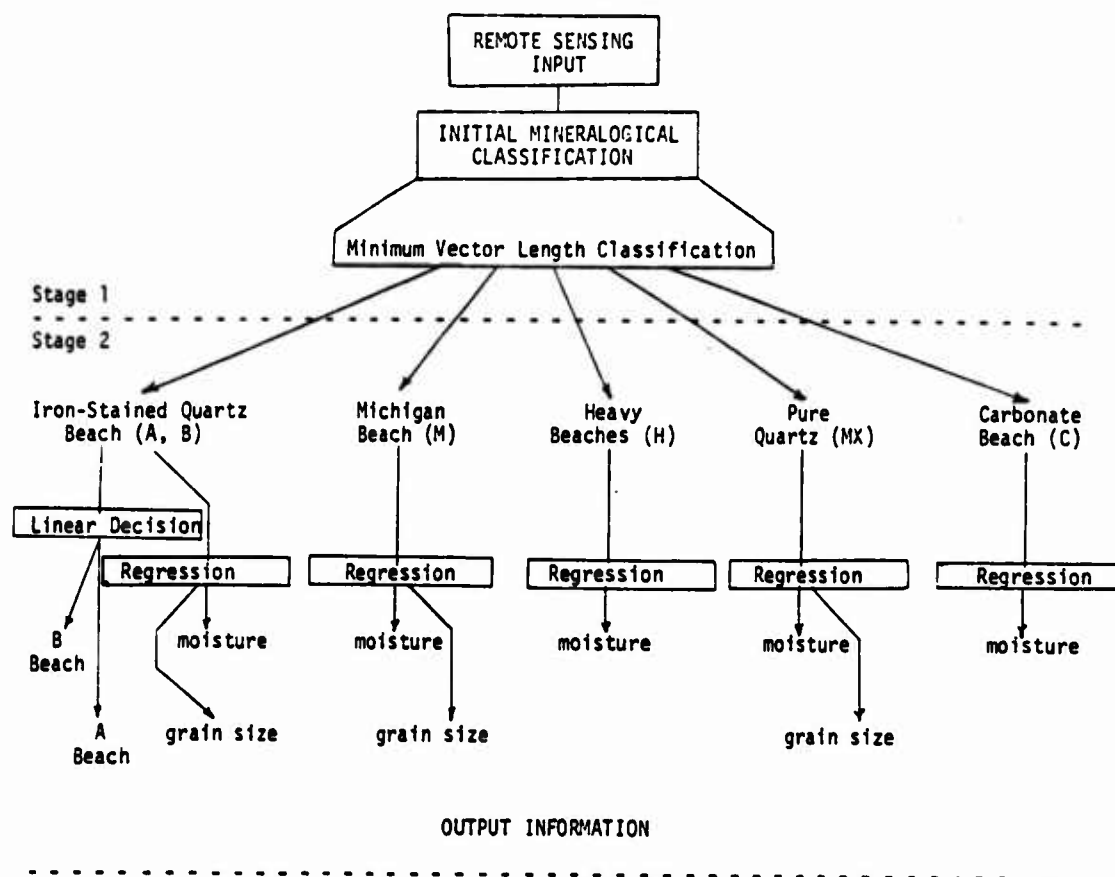 REMOTE SENSING
INPUT
INITIAL MINERALOGICAL
CLASSIFICATION
Minimum Vector Length Classification
Stage 1
Stage 2
Iron-Stained Quartz
Beach (A, B)
Michigan
Beach (M)
Heavy
Beaches (H)
Pure
Quartz (MX)
Carbonate
Beach (C)
Linear Decision
Regression
Regression
Regression
Regression
Regression
B
Beach
moisture
moisture
moisture
moisture
moisture
A
Beach
grain size
grain size
grain size
OUTPUT INFORMATION